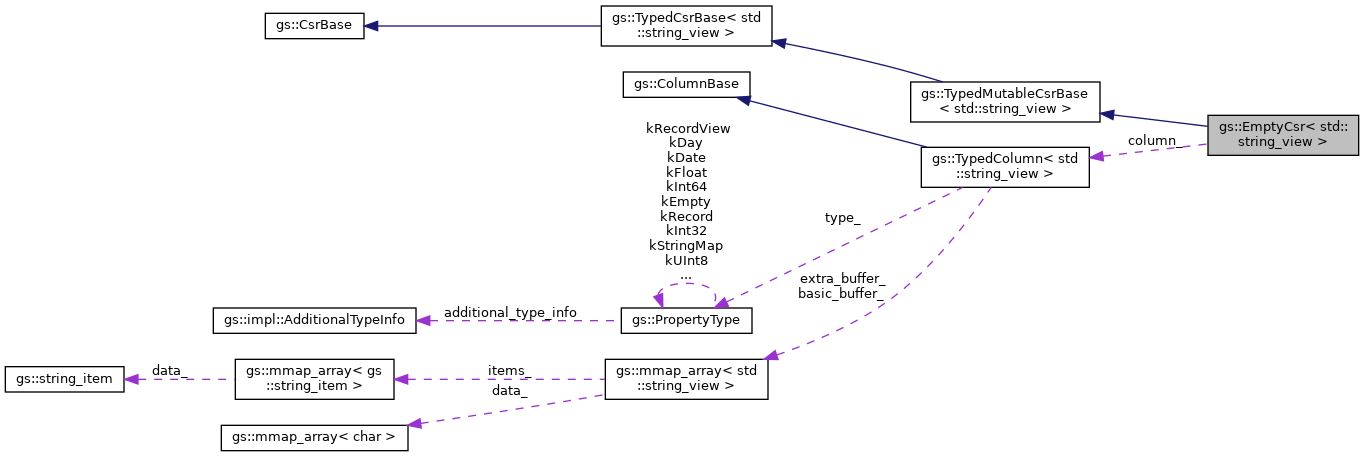 gs::CsrBase
gs::TypedCsrBase< std
::string_view >
gs::ColumnBase
gs::TypedMutableCsrBase
< std::string_view >
gs::EmptyCsr< std::
string_view >
column_
gs::TypedColumn< std
::string_view >
kRecordView
kDay
kDate
kFloat
kInt64
kEmpty
kRecord
kInt32
kStringMap
kUInt8
...
type_
extra_buffer_
basic_buffer_
gs::impl::AdditionalTypeInfo
additional_type_info
gs::PropertyType
gs::string_item
data_
gs::mmap_array< gs
::string_item >
items_
data_
gs::mmap_array< std
::string_view >
gs::mmap_array< char >